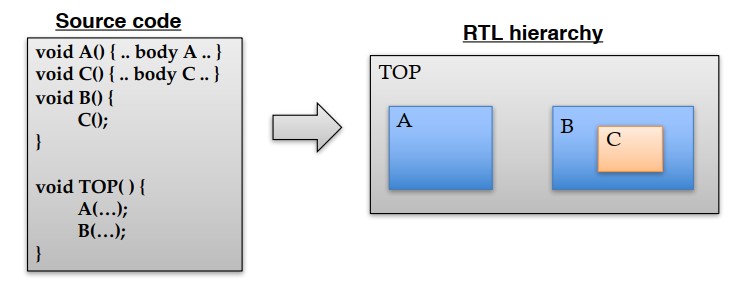 Source code
void A() { .. body A .. }
void C() { .. body C .. }
void B() {
C();
}
void TOP( ) {
A(...);
B(...);
}
RTL hierarchy
TOP
A
B
C